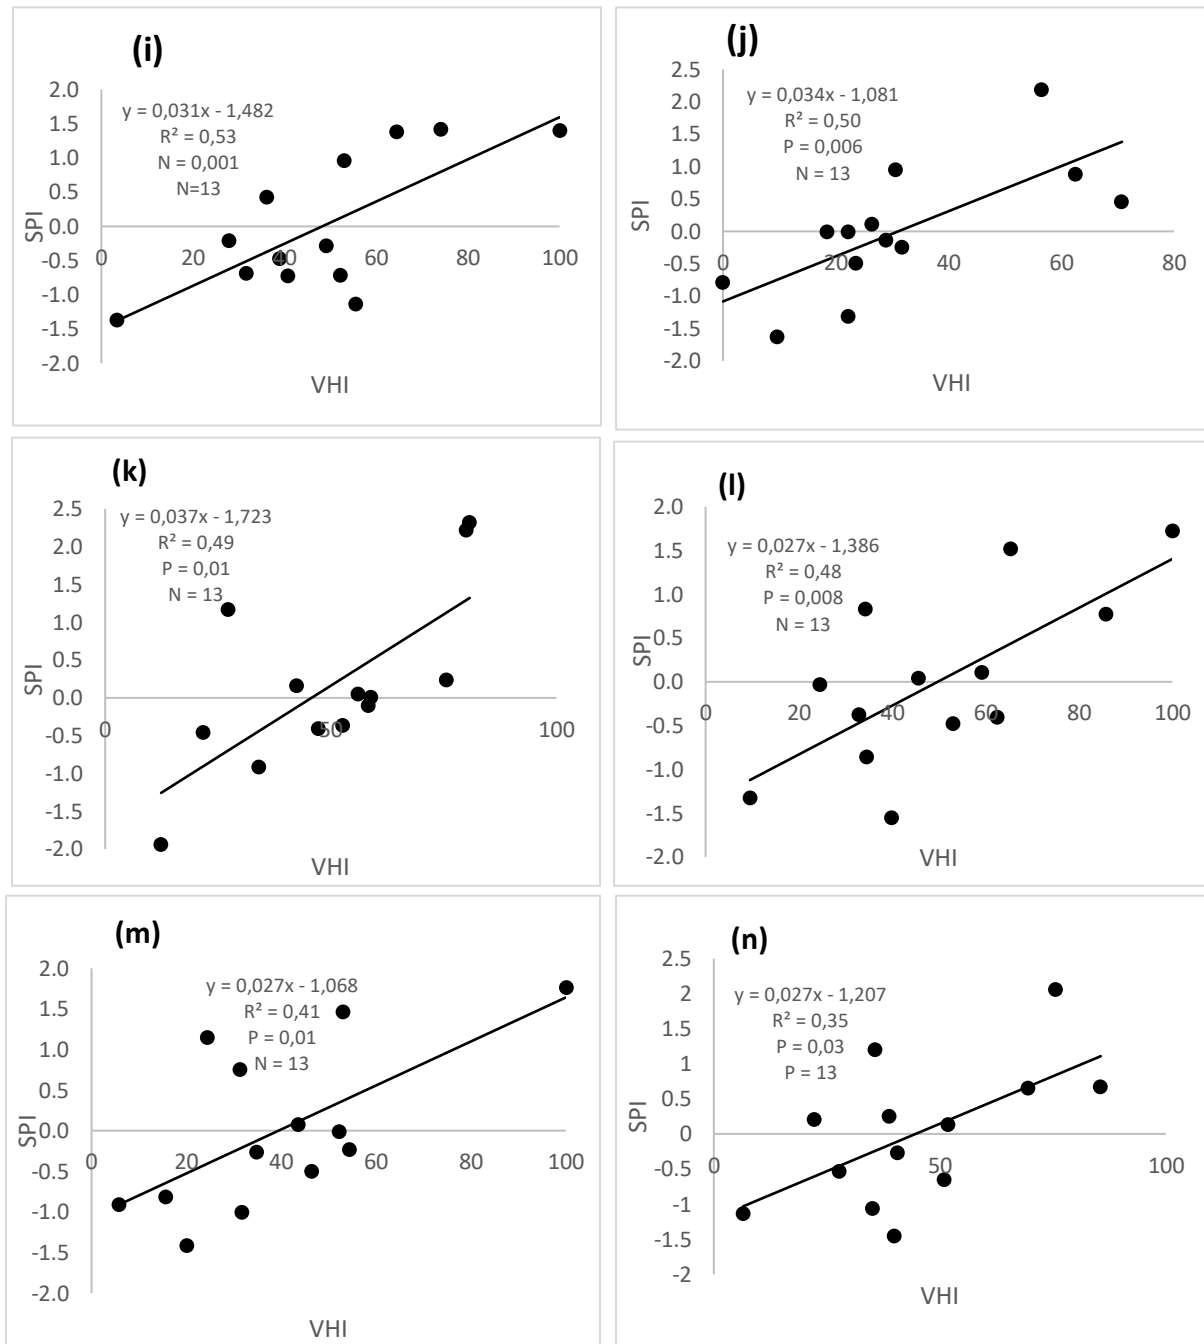 (i)
y = 0,031x - 1,482
R² = 0,53
N = 0,001
N=13
2.0
1.5
1.0
0.5
0.0
-0.5
-1.0
-1.5
2.0
SPI
0
20
40
60
80
100
VHI
(j)
y = 0,034x - 1,081
R² = 0,50
P = 0,006
N = 13
2.5
2.0
1.5
1.0
0.5
0.0
-0.5
-1.0
-1.5
-2.0
SPI
0
20
40
60
80
VHI
(k)
y = 0,037x - 1,723
R² = 0,49
P = 0,01
N = 13
2.5
2.0
1.5
1.0
0.5
0.0
-0.5
-1.0
-1.5
-2.0
SPI
0
50
100
VHI
(l)
y = 0,027x - 1,386
R² = 0,48
P = 0,008
N = 13
2.0
1.5
1.0
0.5
0.0
-0.5
-1.0
-1.5
-2.0
SPI
0
20
40
60
80
100
VHI
(m)
y = 0,027x - 1,068
R² = 0,41
P = 0,01
N = 13
2.0
1.5
1.0
0.5
0.0
-0.5
-1.0
-1.5
-2.0
SPI
0
20
40
60
80
100
VHI
(n)
y = 0,027x - 1,207
R² = 0,35
P = 0,03
P = 13
2.5
2
1.5
1
0.5
0
-0.5
-1
-1.5
-2
SPI
0
50
100
VHI